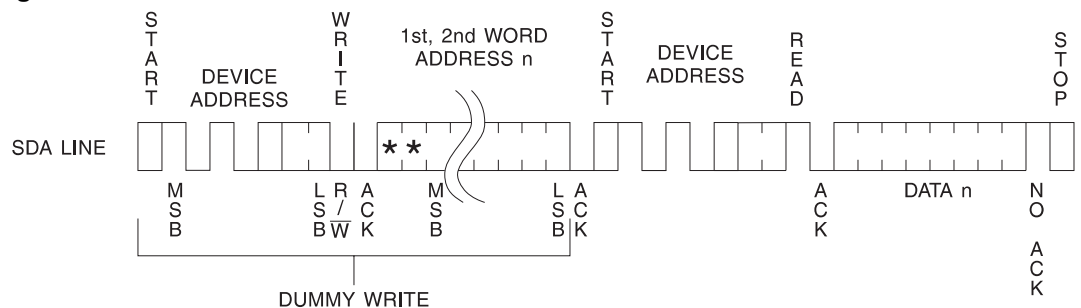 START
DEVICE
ADDRESS
WRITE
1st, 2nd WORD
ADDRESS n
START
DEVICE
ADDRESS
READ
STOP
SDA LINE
* *
MSB
LSB
R/W
ACK
MSB
LSB
ACK
ACK
DATA n
NO ACK
DUMMY WRITE